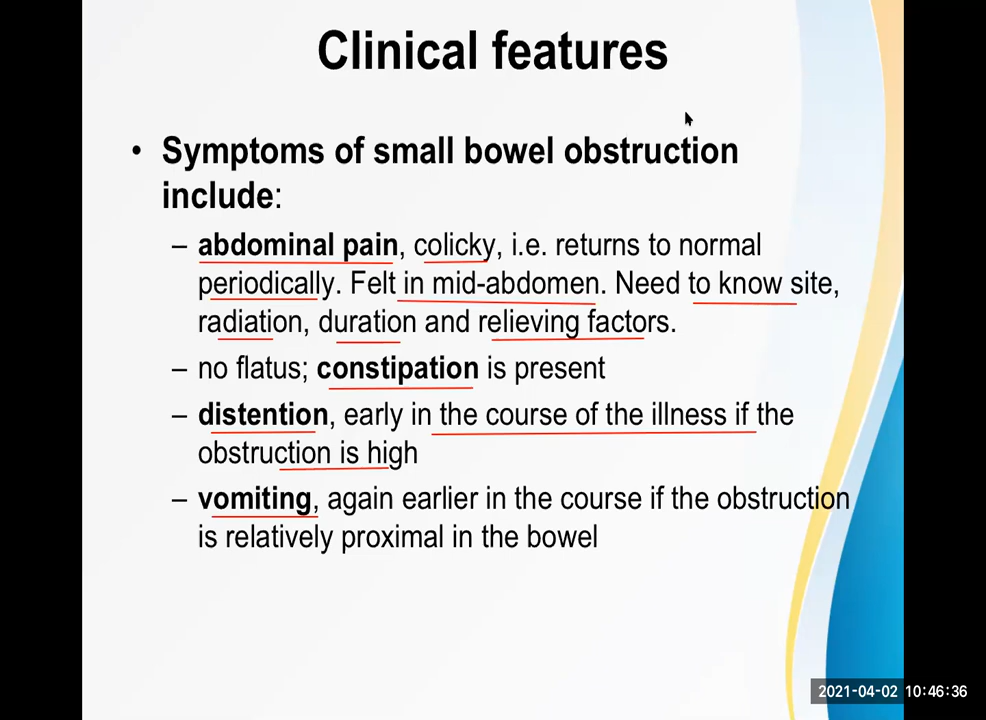 Clinical features
• Symptoms of small bowel obstruction
include:
– abdominal pain, colicky, i.e. returns to normal
periodically. Felt in mid-abdomen. Need to know site,
radiation, duration and relieving factors.
– no flatus; constipation is present
– distention, early in the course of the illness if the
obstruction is high
– vomiting, again earlier in the course if the obstruction
is relatively proximal in the bowel
2021-04-02 10:46:36